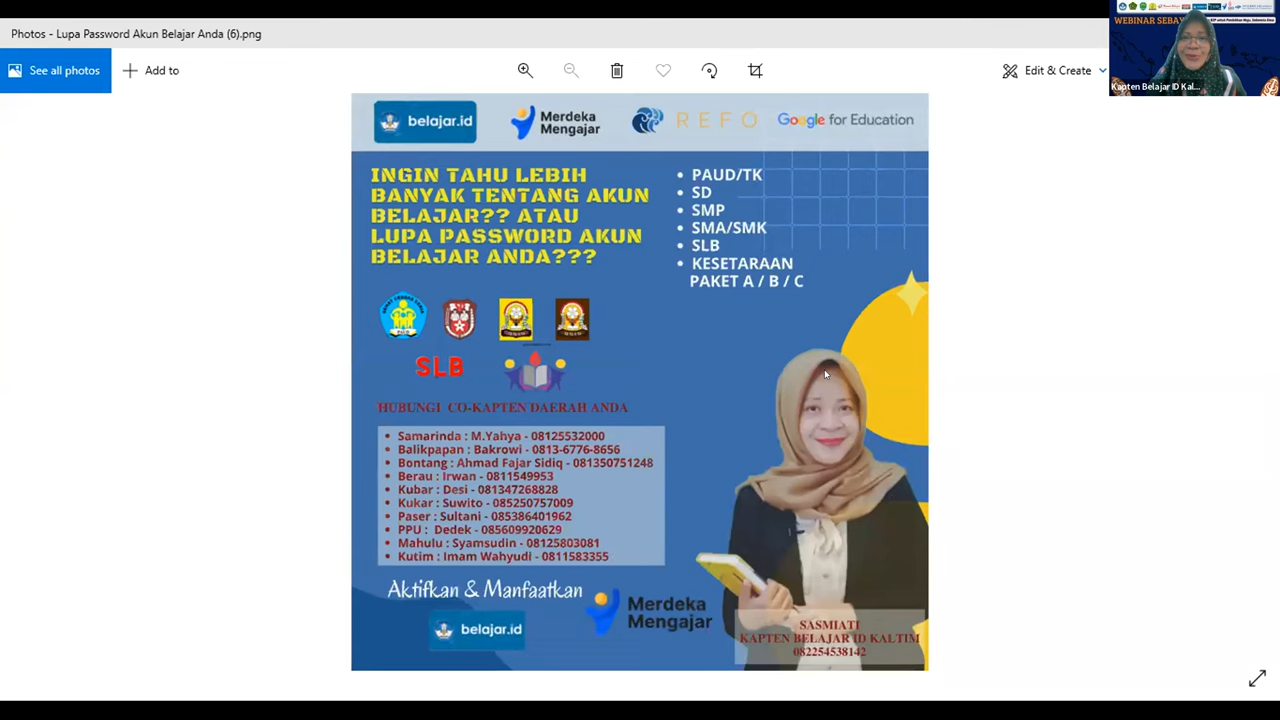 Photos - Lupa Password Akun Belajar Anda (6).png
See all photos
Add to
Edit & Create
WEBINAR SEBAY
Kapten Belajar ID Kal...
belajar.id
Merdeka
Mengajar
REFO
Google for Education
INGIN TAHU LEBIH
BANYAK TENTANG AKUN
BELAJAR?? ATAU
LUPA PASSWORD AKUN
BELAJAR ANDA???
• PAUD/TK
• SD
• SMP
• SMA/SMK
• SLB
• KESETARAAN
PAKET A / B / C
SLB
HUBUNGI CO-KAPTEN DAERAH ANDA
• Samarinda : M.Yahya - 08125532000
• Balikpapan : Bakrowi - 0813-6776-8656
• Bontang : Ahmad Fajar Sidiq - 081350751248
• Berau : Irwan - 0811549953
• Kubar : Desi - 081347268828
• Kukar : Suwito - 085250757009
• Paser : Sultani - 085386401962
• PPU : Dedek - 085609920629
• Mahulu : Syamsudin - 08125803081
• Kutim : Imam Wahyudi - 0811583355
Aktifkan & Manfaatkan
belajar.id
Merdeka
Mengajar
SASMIATI
KAPTEN BELAJAR ID KALTIM
082254538142